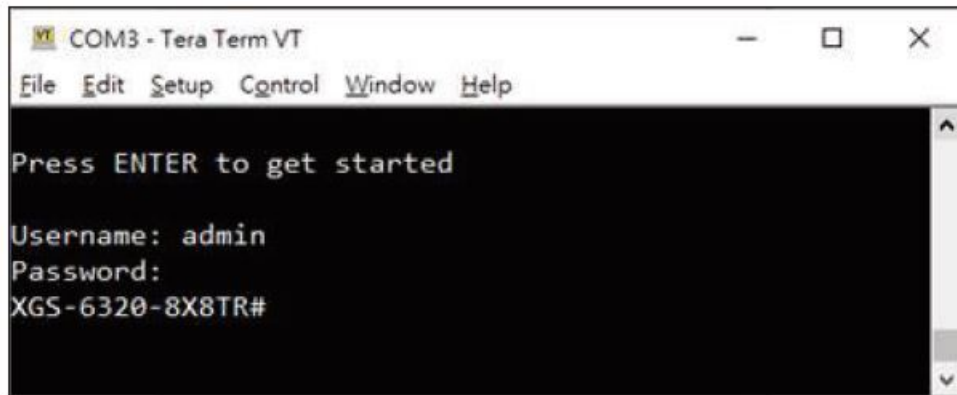 COM3 - Tera Term VT
File Edit Setup Control Window Help
Press ENTER to get started
Username: admin
Password:
XGS-6320-8X8TR#